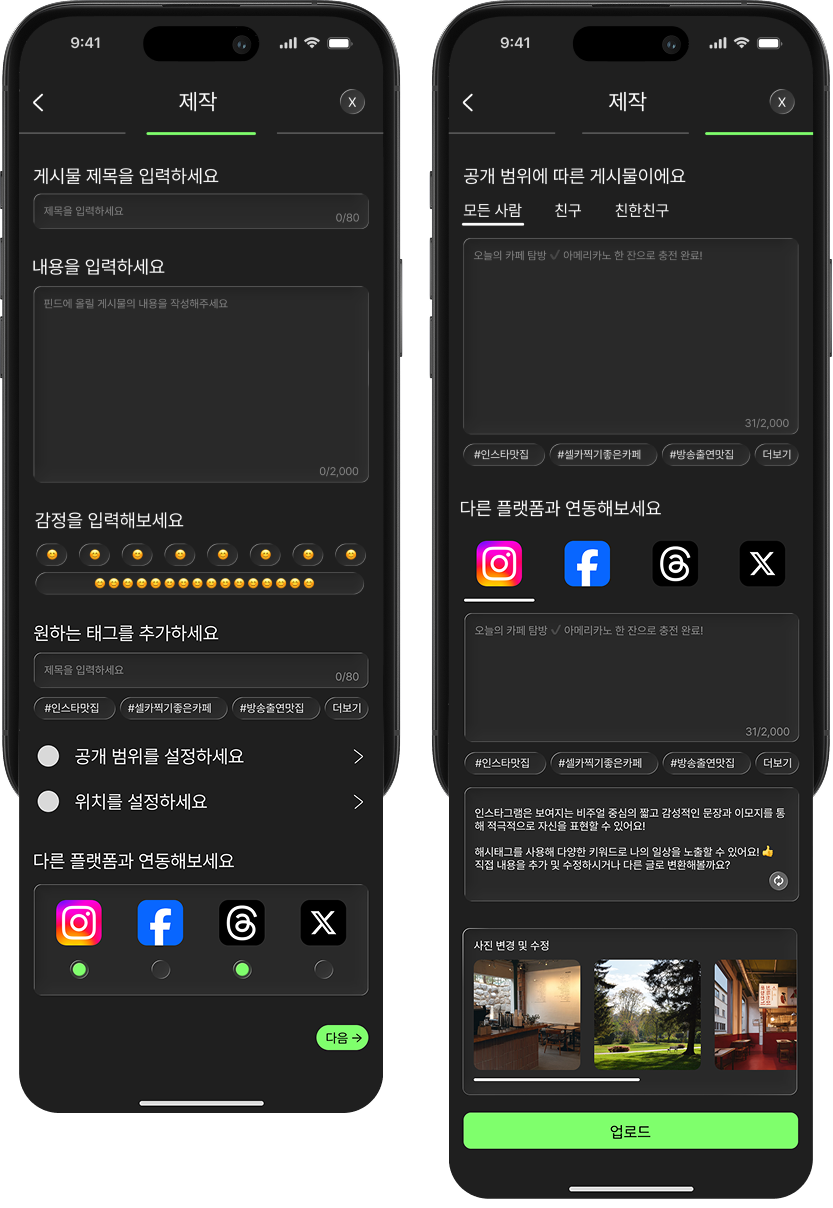 9:41
제작
X
게시물 제목을 입력하세요
제목을 입력하세요
0/80
내용을 입력하세요
핀드에 올릴 게시물의 내용을 작성해주세요
0/2,000
감정을 입력해보세요
원하는 태그를 추가하세요
제목을 입력하세요
0/80
#인스타맛집 #셀카찍기좋은카페 #방송출연맛집 더보기
공개 범위를 설정하세요
위치를 설정하세요
다른 플랫폼과 연동해보세요
다음 →
9:41
제작
X
공개 범위에 따른 게시물이에요
모든 사람 친구 친한친구
오늘의 카페 탐방 ✓ 아메리카노 한 잔으로 충전 완료!
31/2,000
#인스타맛집 #셀카찍기좋은카페 #방송출연맛집 더보기
다른 플랫폼과 연동해보세요
오늘의 카페 탐방 ✓ 아메리카노 한 잔으로 충전 완료!
31/2,000
#인스타맛집 #셀카찍기좋은카페 #방송출연맛집 더보기
인스타그램은 보여지는 비주얼 중심의 짧고 감성적인 문장과 이모지를 통
해 적극적으로 자신을 표현할 수 있어요!
해시태그를 사용해 다양한 키워드로 나의 일상을 노출할 수 있어요! 👍
직접 내용을 추가 및 수정하시거나 다른 글로 변환해볼까요?
사진 변경 및 수정
업로드